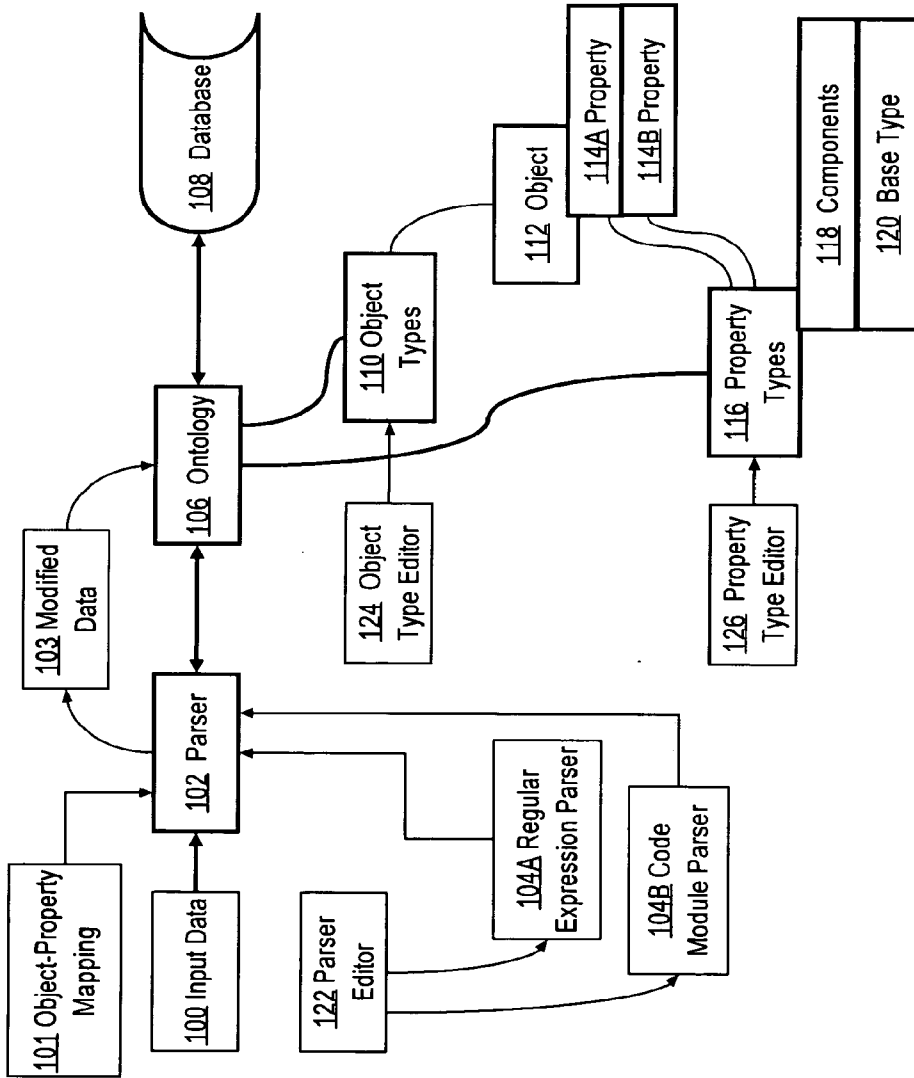 101 Object-Property
Mapping
100 Input Data
102 Parser
103 Modified
Data
106 Ontology
108 Database
122 Parser
Editor
104A Regular
Expression Parser
104B Code
Module Parser
124 Object
Type Editor
110 Object
Types
112 Object
114A Property
114B Property
126 Property
Type Editor
116 Property
Types
118 Components
120 Base Type